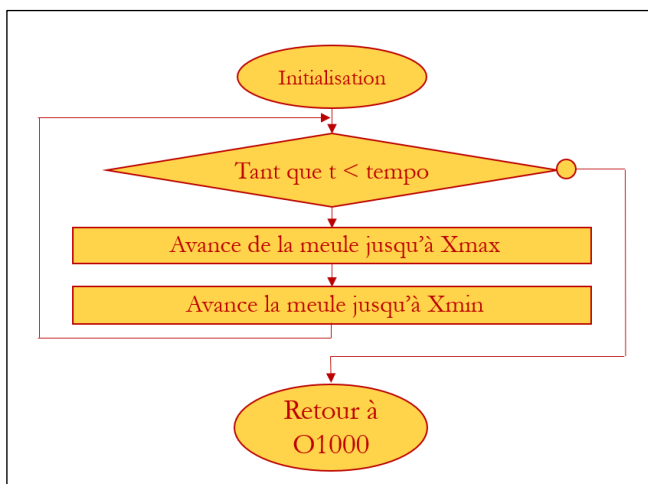 Initialisation
Tant que t < tempo
Avance de la meule jusqu’à Xmax
Avance la meule jusqu’à Xmin
Retour à
O1000